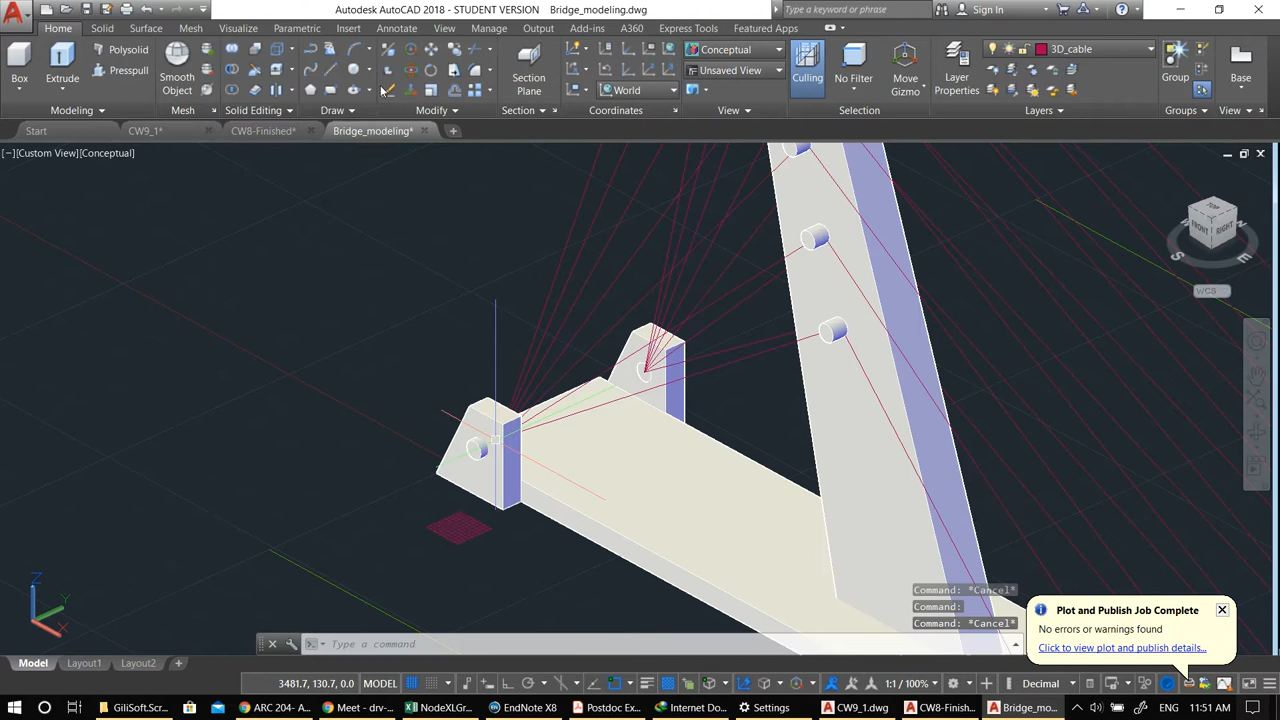 Autodesk AutoCAD 2018 - STUDENT VERSION Bridge_modeling.dwg
Type a keyword or phrase
Sign In
Home Solid Surface Mesh Visualize Parametric Insert Annotate View Manage Output Add-ins A360 Express Tools Featured Apps
Box
Extrude
Polysolid
Presspull
Smooth Object
Section Plane
World
Conceptual
Unsaved View
Culling
No Filter
Move Gizmo
Layer Properties
3D_cable
Group
Base
Modeling
Mesh
Solid Editing
Draw
Modify
Section
Coordinates
View
Selection
Layers
Groups
View
Start
CW9_1*
CW8-Finished*
Bridge_modeling*
[−][Custom View][Conceptual]
TOP
FRONT
RIGHT
S
E
N
WCS
Z
Y
X
Command: *Cancel*
Command:
Command: *Cancel*
Type a command
Plot and Publish Job Complete
No errors or warnings found
Click to view plot and publish details...
Model
Layout1
Layout2
3481.7, 130.7, 0.0
MODEL
1:1 / 100%
Decimal
GiliSoft.Scr...
ARC 204- A...
Meet - drv-...
NodeXLGr...
EndNote X8
Postdoc Ex...
Internet Do...
Settings
CW9_1.dwg
CW8-Finish...
Bridge_mo...
ENG
11:51 AM